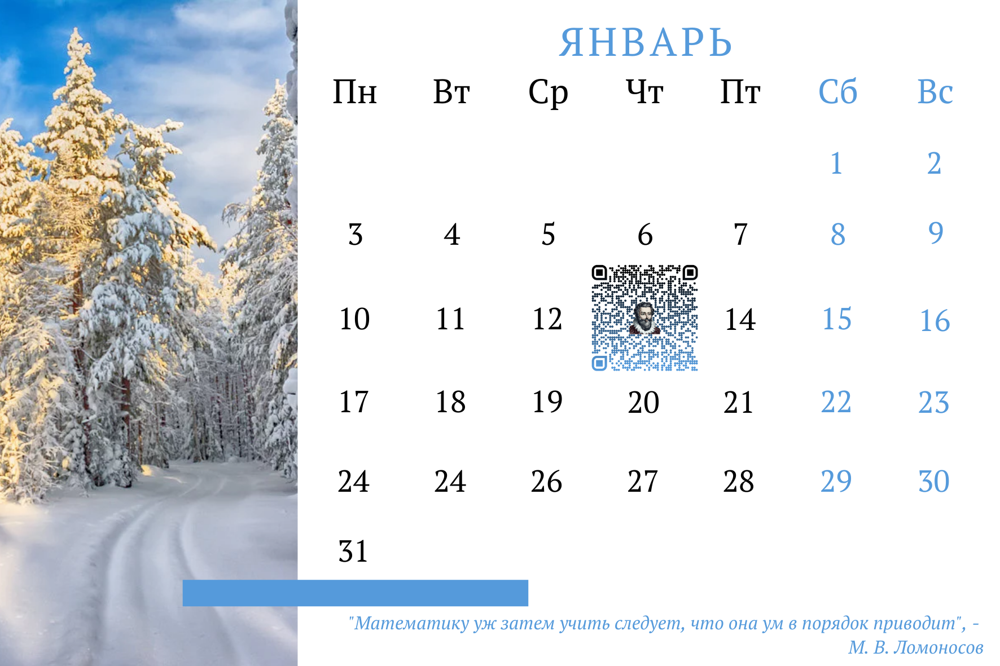 ЯНВАРЬ
Пн Вт Ср Чт Пт Сб Вс
1 2
3 4 5 6 7 8 9
10 11 12 14 15 16
17 18 19 20 21 22 23
24 24 26 27 28 29 30
31
"Математику уж затем учить следует, что она ум в порядок приводит", -
М. В. Ломоносов